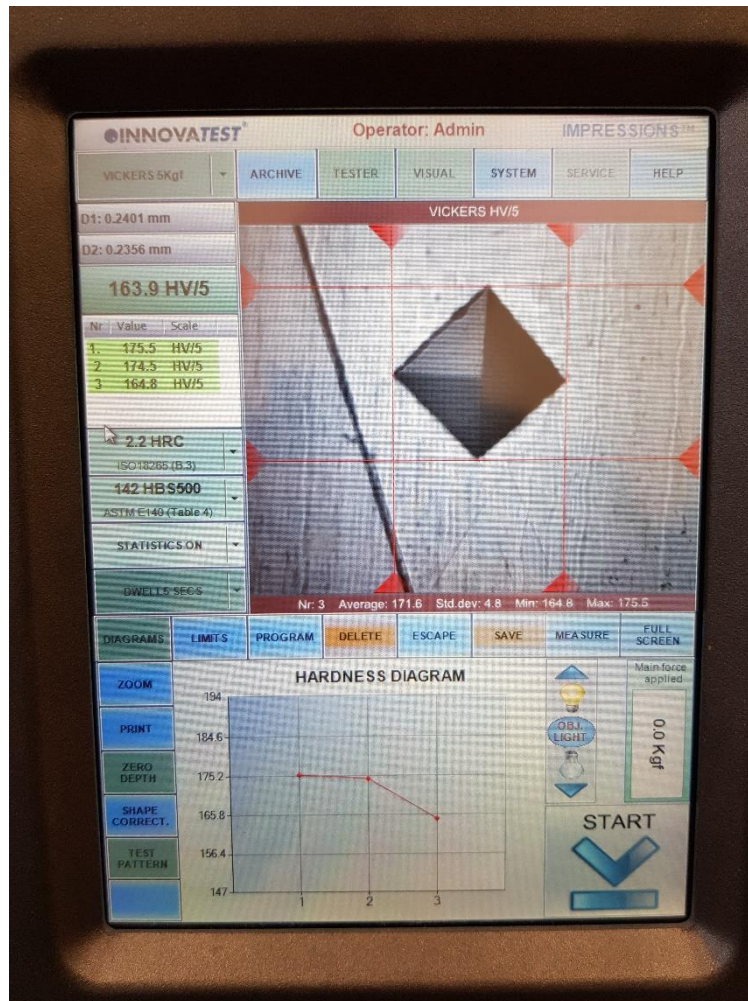 INNOVATEST®
Operator: Admin
IMPRESSIONS™
VICKERS 5Kgf
ARCHIVE
TESTER
VISUAL
SYSTEM
SERVICE
HELP
D1: 0.2401 mm
D2: 0.2356 mm
163.9 HV/5
Nr Value Scale
1. 175.5 HV/5
2 174.5 HV/5
3 164.8 HV/5
2.2 HRC
ISO18265 (B.3)
142 HBS500
ASTM E140 (Table 4)
STATISTICS ON
DWELL 5 SECS
VICKERS HV/5
Nr: 3 Average: 171.6 Std.dev: 4.8 Min: 164.8 Max: 175.5
DIAGRAMS
LIMITS
PROGRAM
DELETE
ESCAPE
SAVE
MEASURE
FULL
SCREEN
ZOOM
PRINT
ZERO
DEPTH
SHAPE
CORRECT.
TEST
PATTERN
HARDNESS DIAGRAM
194
184.6
175.2
165.8
156.4
147
1 2 3
OBJ.
LIGHT
Main force
applied
0.0 Kgf
START